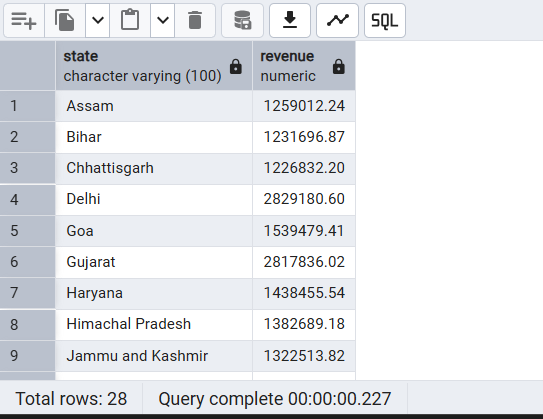 SQL
state revenue
character varying (100) numeric
1 Assam 1259012.24
2 Bihar 1231696.87
3 Chhattisgarh 1226832.20
4 Delhi 2829180.60
5 Goa 1539479.41
6 Gujarat 2817836.02
7 Haryana 1438455.54
8 Himachal Pradesh 1382689.18
9 Jammu and Kashmir 1322513.82
Total rows: 28 Query complete 00:00:00.227